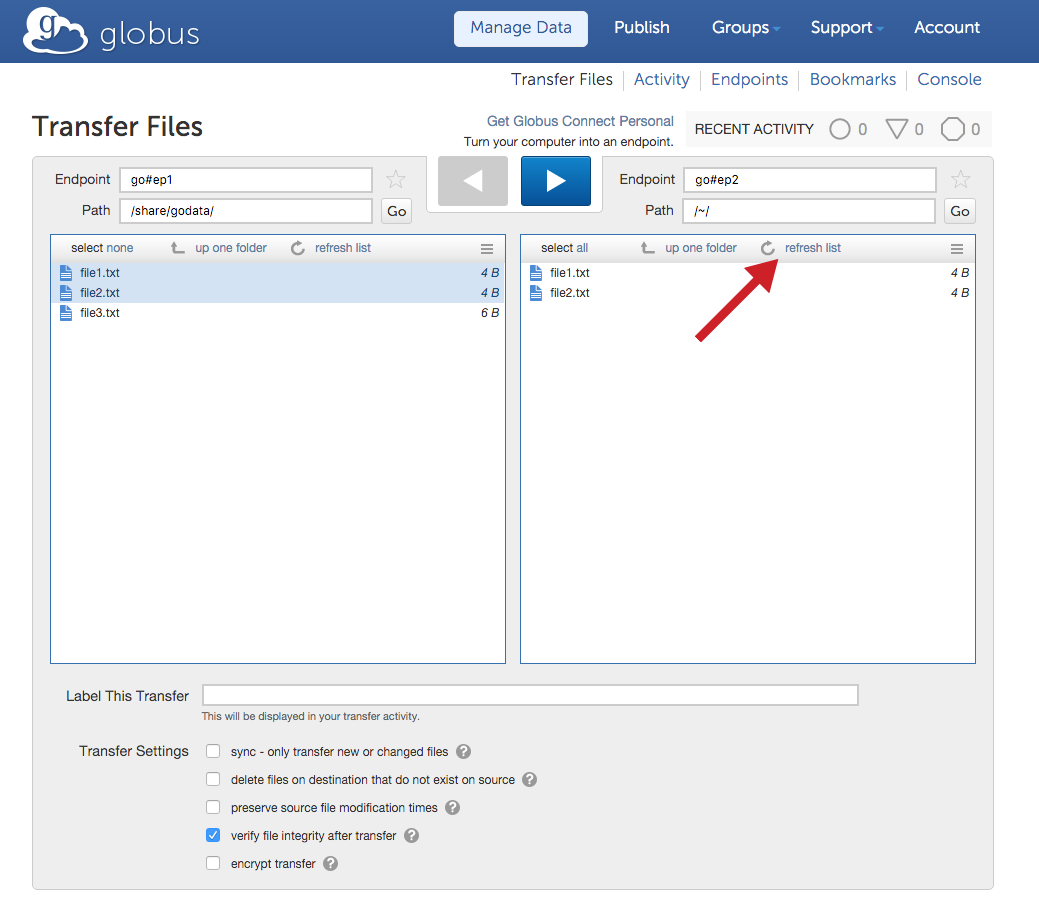 globus
Manage Data Publish Groups Support Account
Transfer Files Activity Endpoints Bookmarks Console
Transfer Files
Get Globus Connect Personal
Turn your computer into an endpoint.
RECENT ACTIVITY 0 0 0
Endpoint go#ep1
Path /share/godata/ Go
Endpoint go#ep2
Path /~/ Go
select none up one folder refresh list
file1.txt 4 B
file2.txt 4 B
file3.txt 6 B
select all up one folder refresh list
file1.txt 4 B
file2.txt 4 B
Label This Transfer
This will be displayed in your transfer activity.
Transfer Settings
sync - only transfer new or changed files ?
delete files on destination that do not exist on source ?
preserve source file modification times ?
verify file integrity after transfer ?
encrypt transfer ?